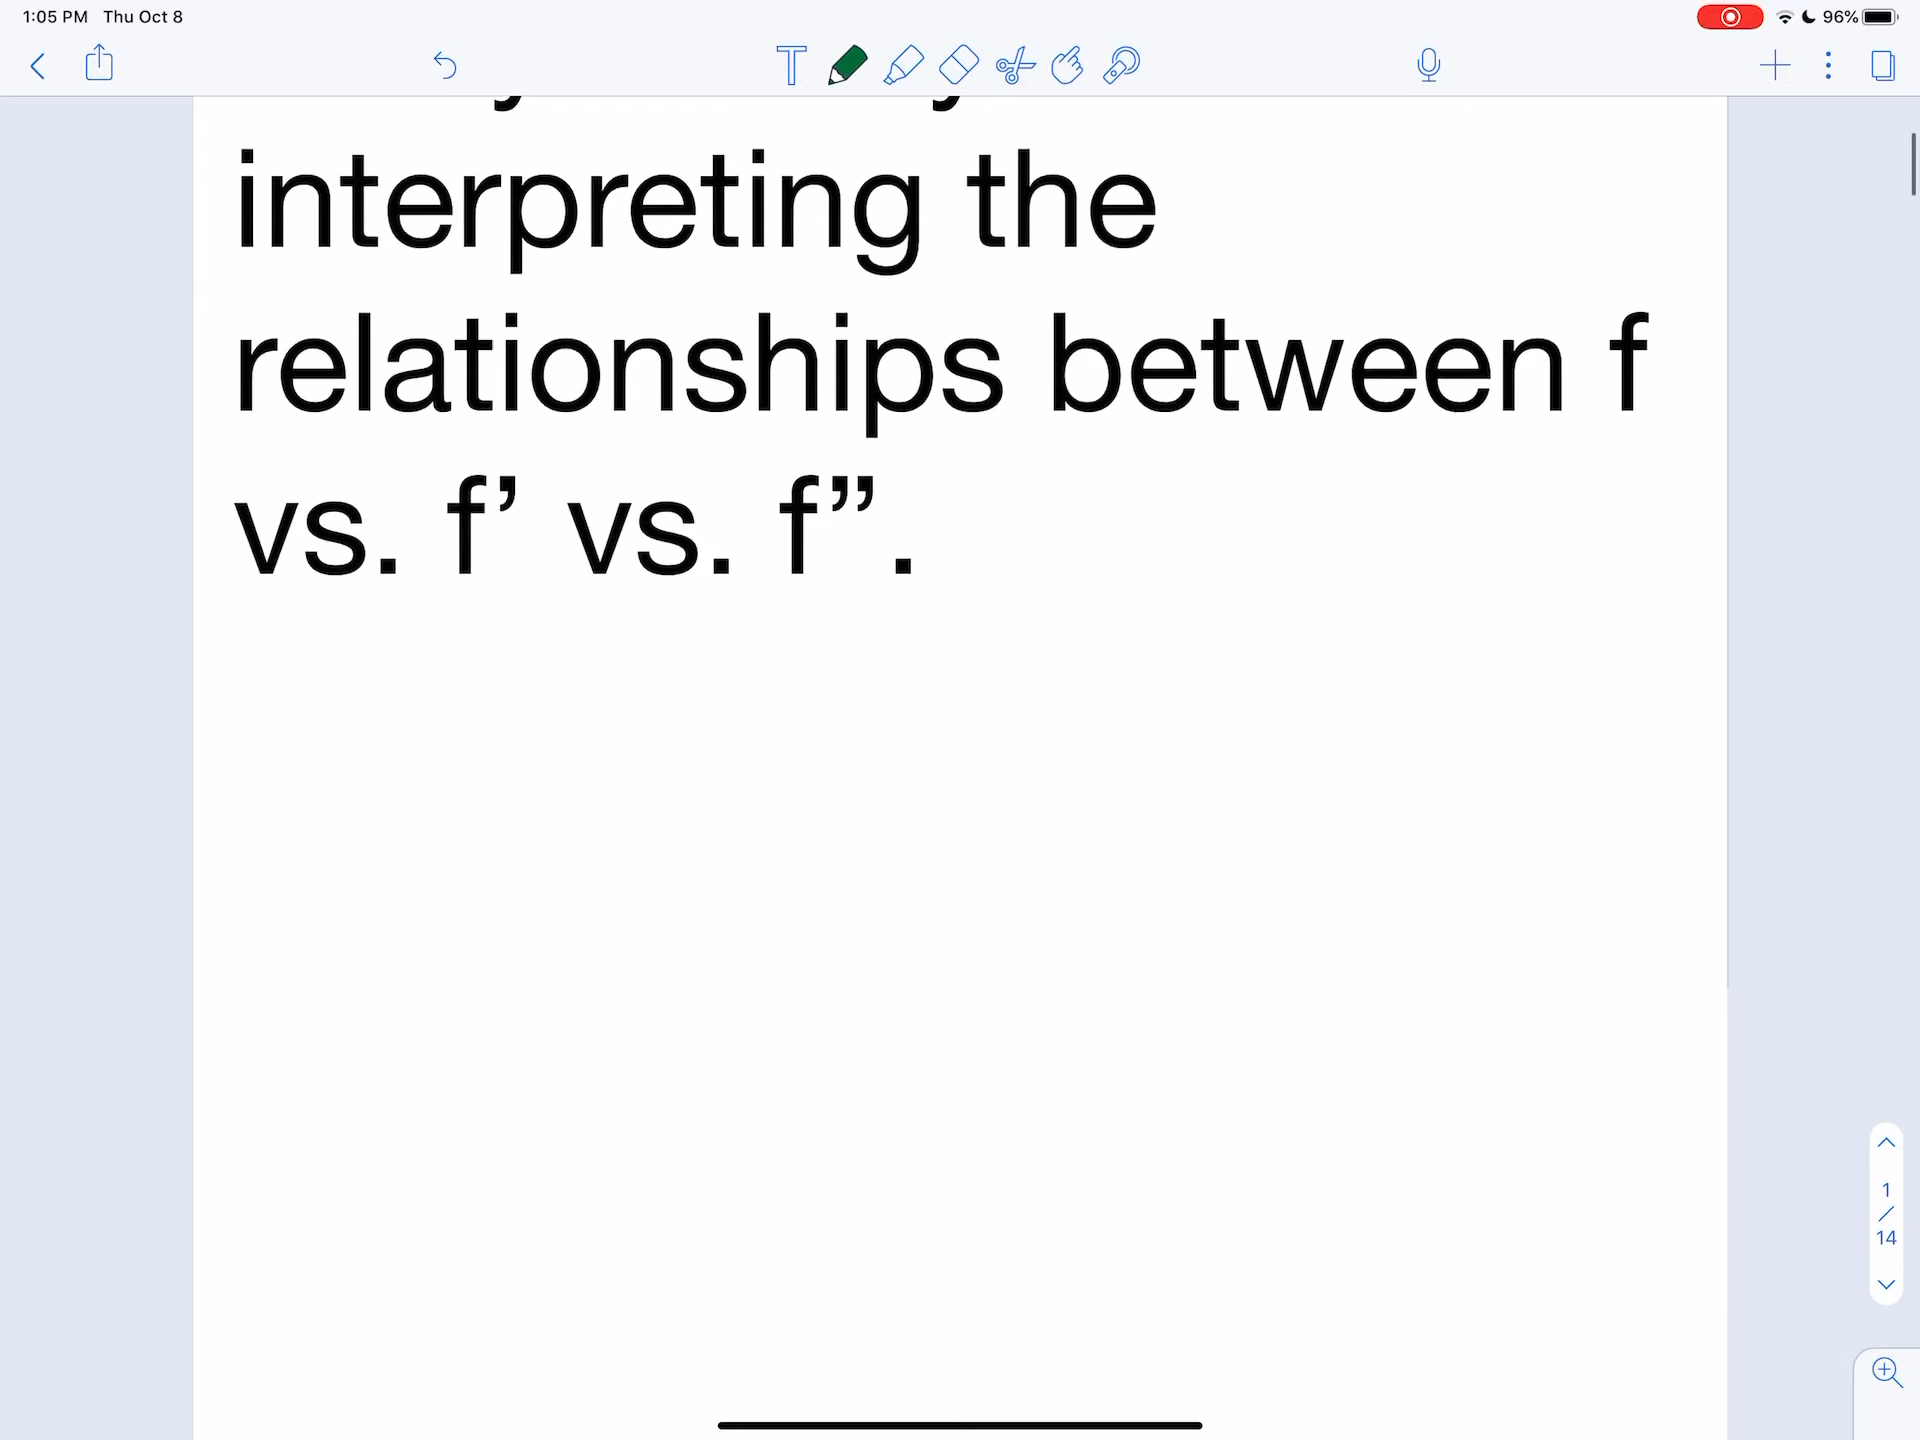 1:05 PM Thu Oct 8
96%
interpreting the
relationships between f
vs. f’ vs. f” .
1
/
14